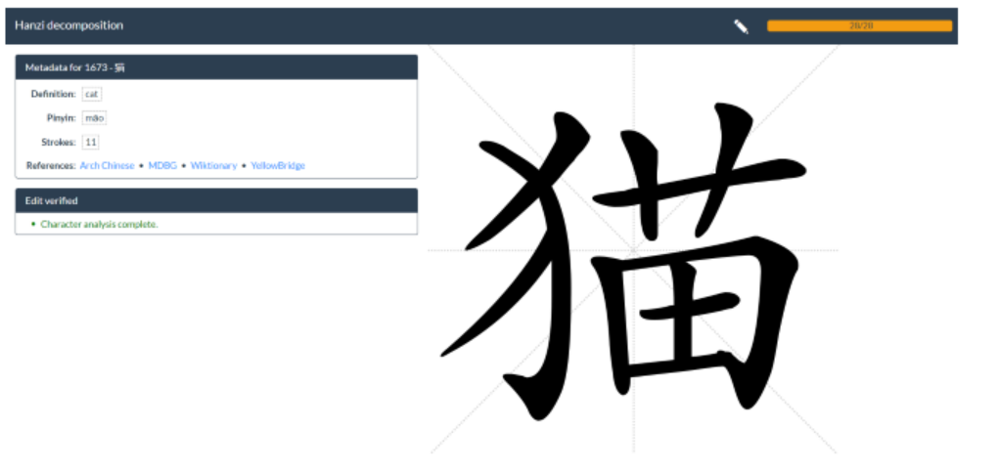 Hanzi decomposition
28/28
Metadata for 1673 - 猫
Definition: cat
Pinyin: māo
Strokes: 11
References: Arch Chinese • MDBG • Wiktionary • YellowBridge
Edit verified
• Character analysis complete.
猫